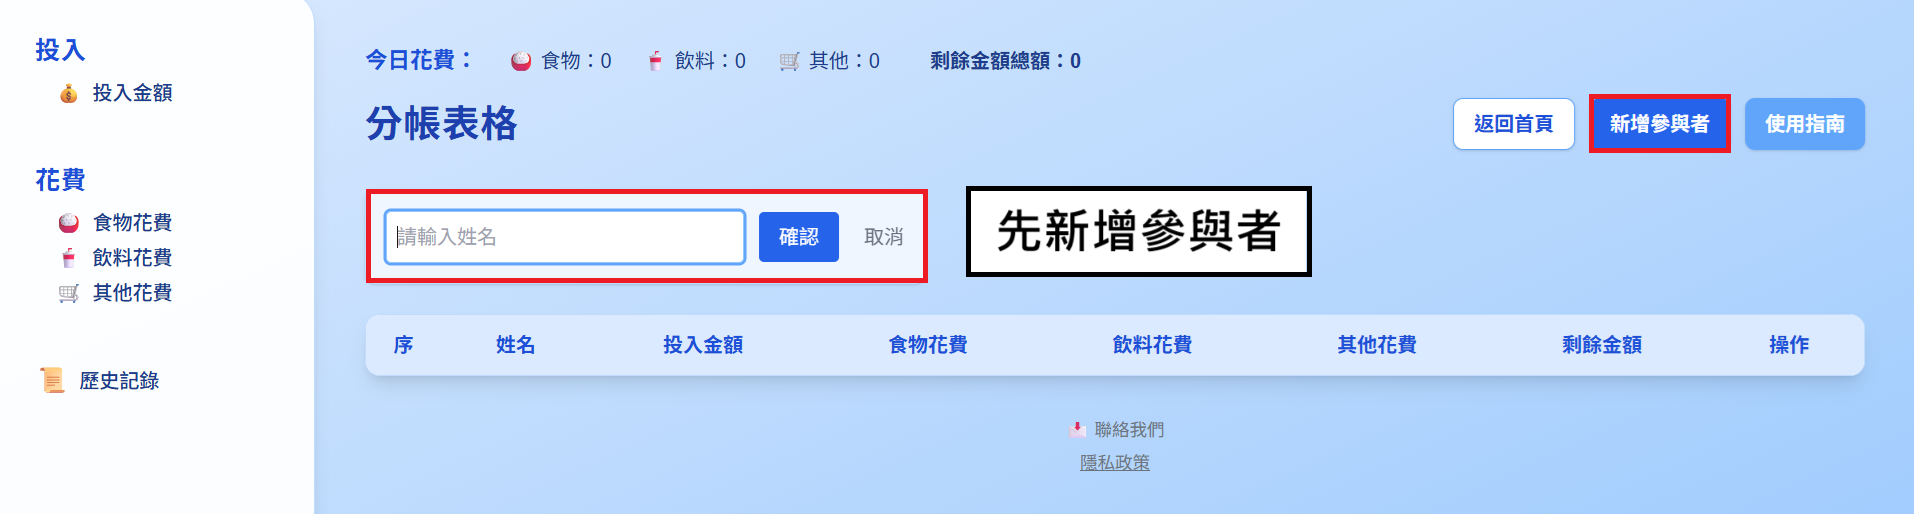 投入
投入金額
花費
食物花費
飲料花費
其他花費
歷史記錄
今日花費： 食物：0 飲料：0 其他：0 剩餘金額總額：0
分帳表格
返回首頁 新增參與者 使用指南
請輸入姓名 確認 取消
先新增參與者
序 姓名 投入金額 食物花費 飲料花費 其他花費 剩餘金額 操作
聯絡我們
隱私政策